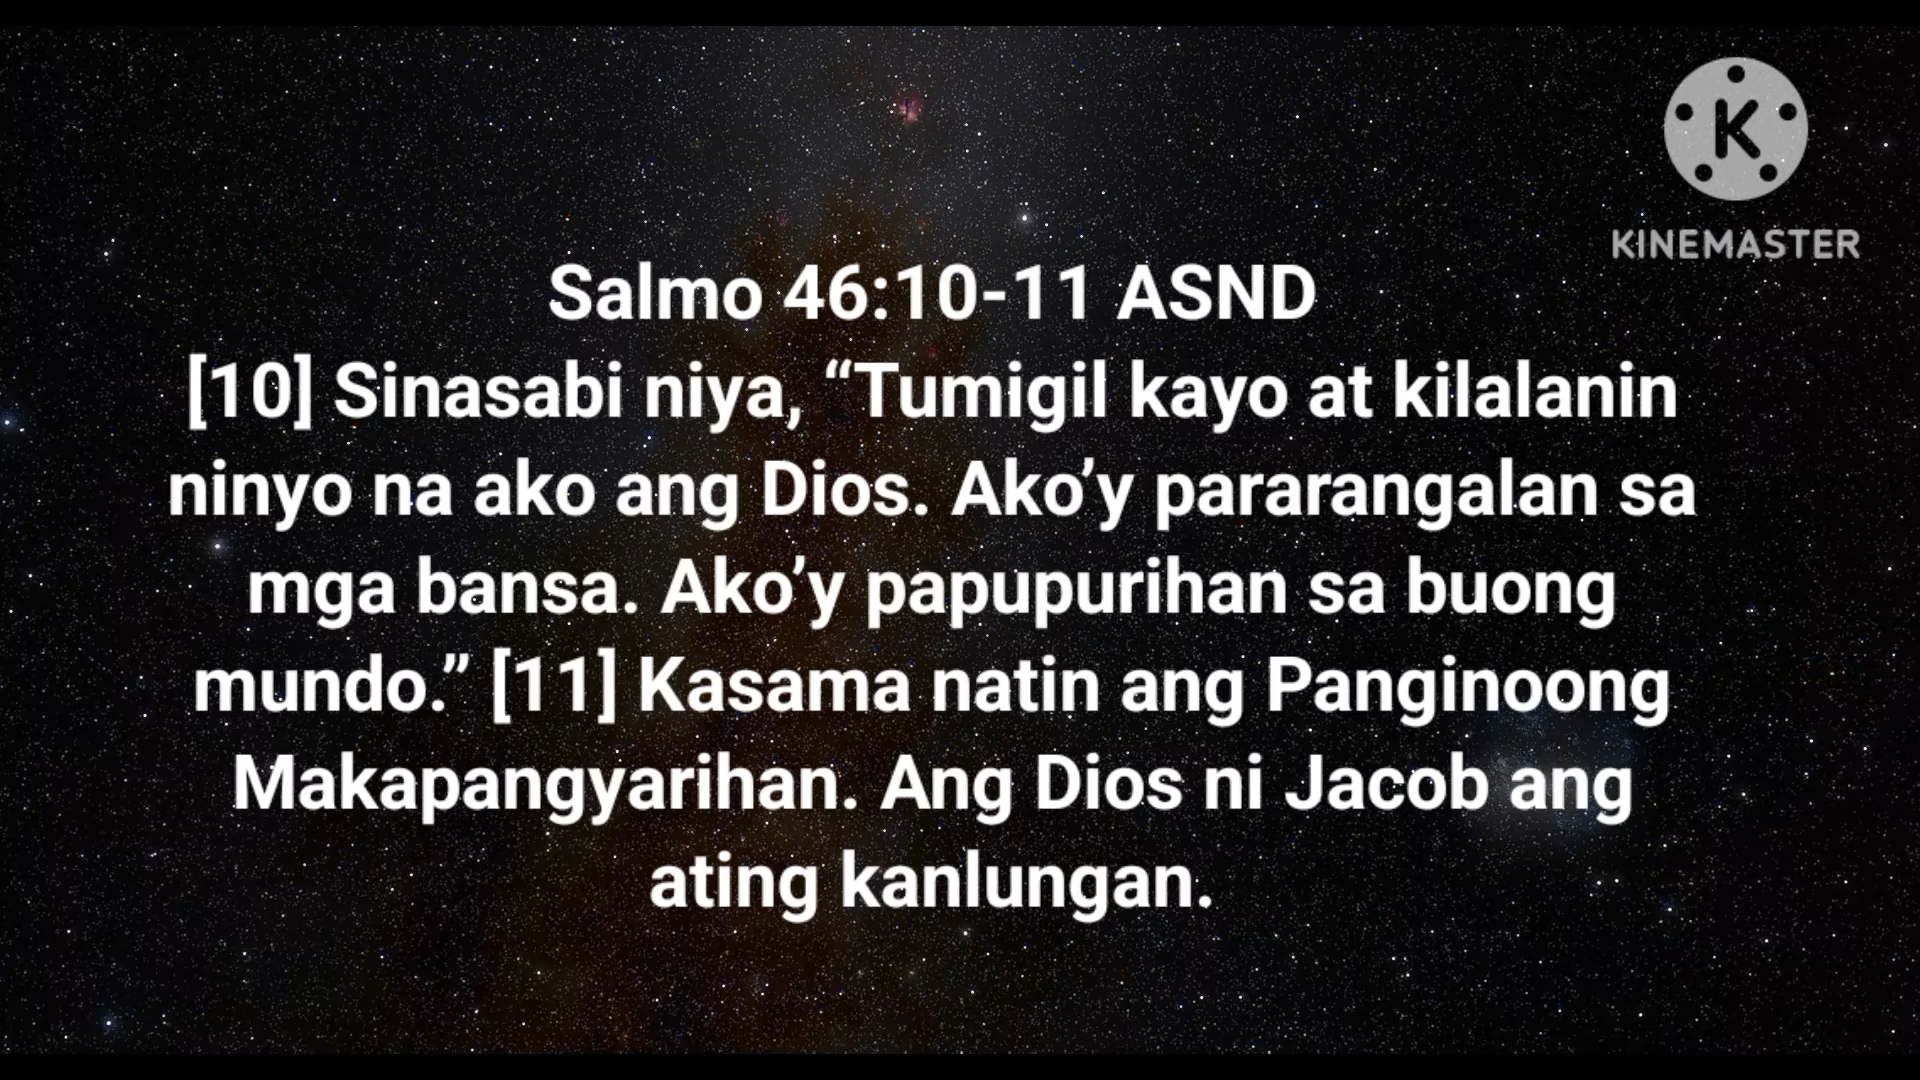 KINEMASTER
Salmo 46:10-11 ASND
[10] Sinasabi niya, “Tumigil kayo at kilalanin
ninyo na ako ang Dios. Ako’y pararangalan sa
mga bansa. Ako’y papupurihan sa buong
mundo.” [11] Kasama natin ang Panginoong
Makapangyarihan. Ang Dios ni Jacob ang
ating kanlungan.